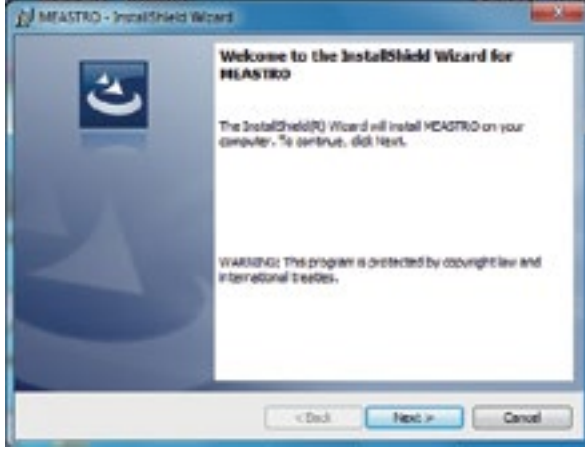 MEASTRO - InstallShield Wizard
Welcome to the InstallShield Wizard for
MEASTRO
The InstallShield(R) Wizard will install MEASTRO on your
computer. To continue, click Next.
WARNING: This program is protected by copyright law and
international treaties.
< Back
Next >
Cancel